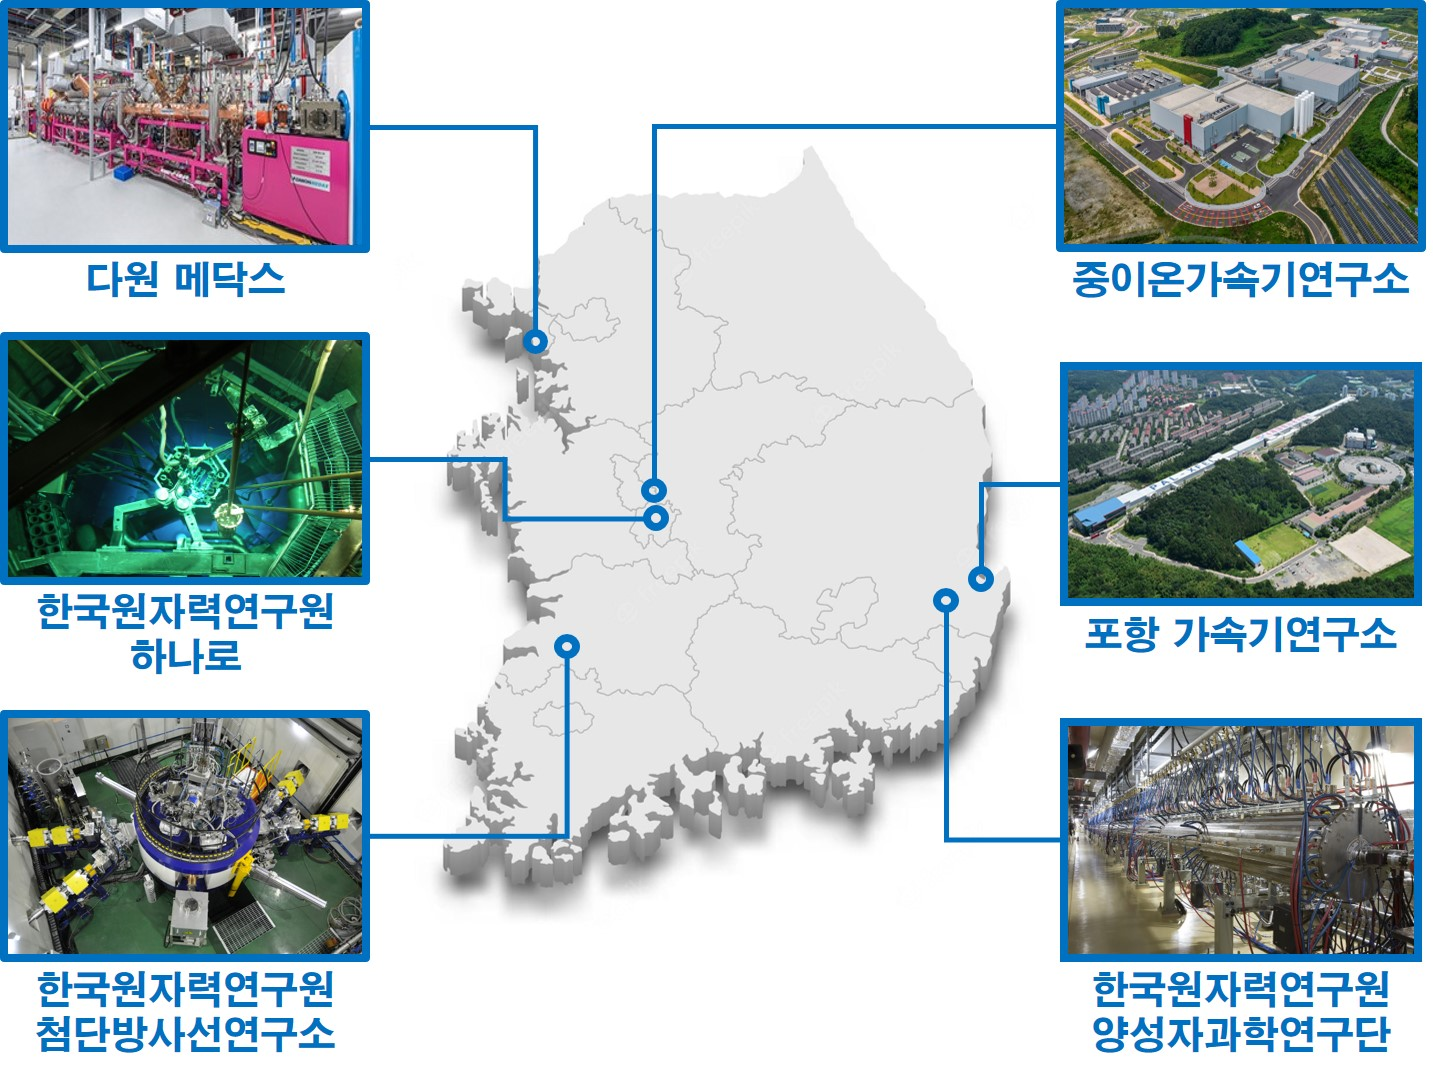 다원 메닥스
중이온가속기연구소
한국원자력연구원
하나로
포항 가속기연구소
한국원자력연구원
첨단방사선연구소
한국원자력연구원
양성자과학연구단